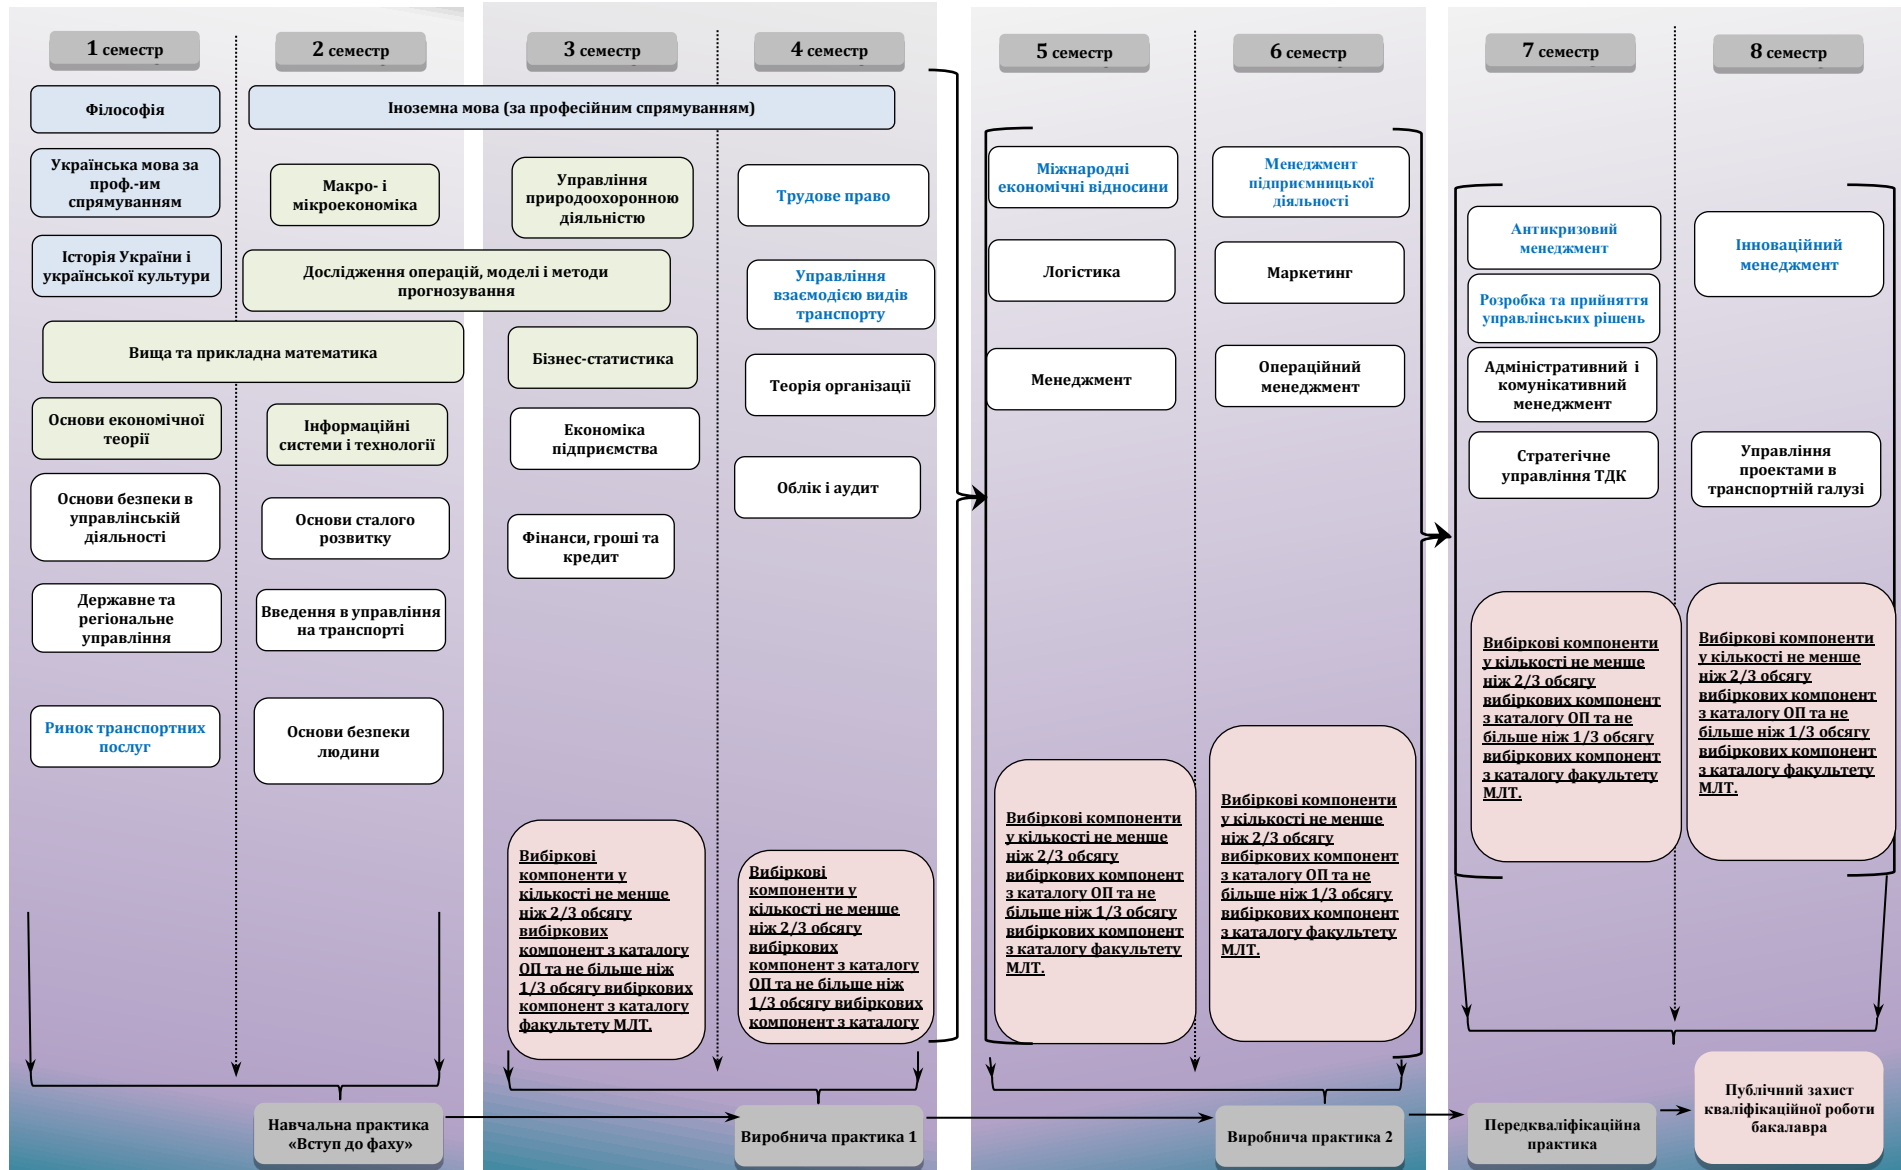 1 семестр
Філософія
Українська мова за
проф.-им
спрямуванням
Історія України і
української культури
Вища та прикладна математика
Основи економічної
теорії
Основи безпеки в
управлінській
діяльності
Державне та
регіональне
управління
Ринок транспортних
послуг
2 семестр
Іноземна мова (за професійним спрямуванням)
Макро- і
мікроекономіка
Дослідження операцій, моделі і методи
прогнозування
Інформаційні
системи і технології
Основи сталого
розвитку
Введення в управління
на транспорті
Основи безпеки
людини
Навчальна практика
«Вступ до фаху»
3 семестр
Управління
природоохоронною
діяльністю
Бізнес-статистика
Економіка
підприємства
Фінанси, гроші та
кредит
Вибіркові
компоненти у
кількості не менше
ніж 2/3 обсягу
вибіркових
компонент з каталогу
ОП та не більше ніж
1/3 обсягу вибіркових
компонент з каталогу
факультету МЛТ.
4 семестр
Трудове право
Управління
взаємодією видів
транспорту
Теорія організації
Облік і аудит
Вибіркові
компоненти у
кількості не менше
ніж 2/3 обсягу
вибіркових
компонент з каталогу
ОП та не більше ніж
1/3 обсягу вибіркових
компонент з каталогу
Виробнича практика 1
5 семестр
Міжнародні
економічні відносини
Логістика
Менеджмент
Вибіркові компоненти
у кількості не менше
ніж 2/3 обсягу
вибіркових компонент
з каталогу ОП та не
більше ніж 1/3 обсягу
вибіркових компонент
з каталогу факультету
МЛТ.
6 семестр
Менеджмент
підприємницької
діяльності
Маркетинг
Операційний
менеджмент
Вибіркові компоненти
у кількості не менше
ніж 2/3 обсягу
вибіркових компонент
з каталогу ОП та не
більше ніж 1/3 обсягу
вибіркових компонент
з каталогу факультету
МЛТ.
Виробнича практика 2
7 семестр
Антикризовий
менеджмент
Розробка та прийняття
управлінських рішень
Адміністративний і
комунікативний
менеджмент
Стратегічне
управління ТДК
Вибіркові компоненти
у кількості не менше
ніж 2/3 обсягу
вибіркових компонент
з каталогу ОП та не
більше ніж 1/3 обсягу
вибіркових компонент
з каталогу факультету
МЛТ.
Передкваліфікаційна
практика
8 семестр
Інноваційний
менеджмент
Управління
проектами в
транспортній галузі
Вибіркові компоненти
у кількості не менше
ніж 2/3 обсягу
вибіркових компонент
з каталогу ОП та не
більше ніж 1/3 обсягу
вибіркових компонент
з каталогу факультету
МЛТ.
Публічний захист
кваліфікаційної роботи
бакалавра